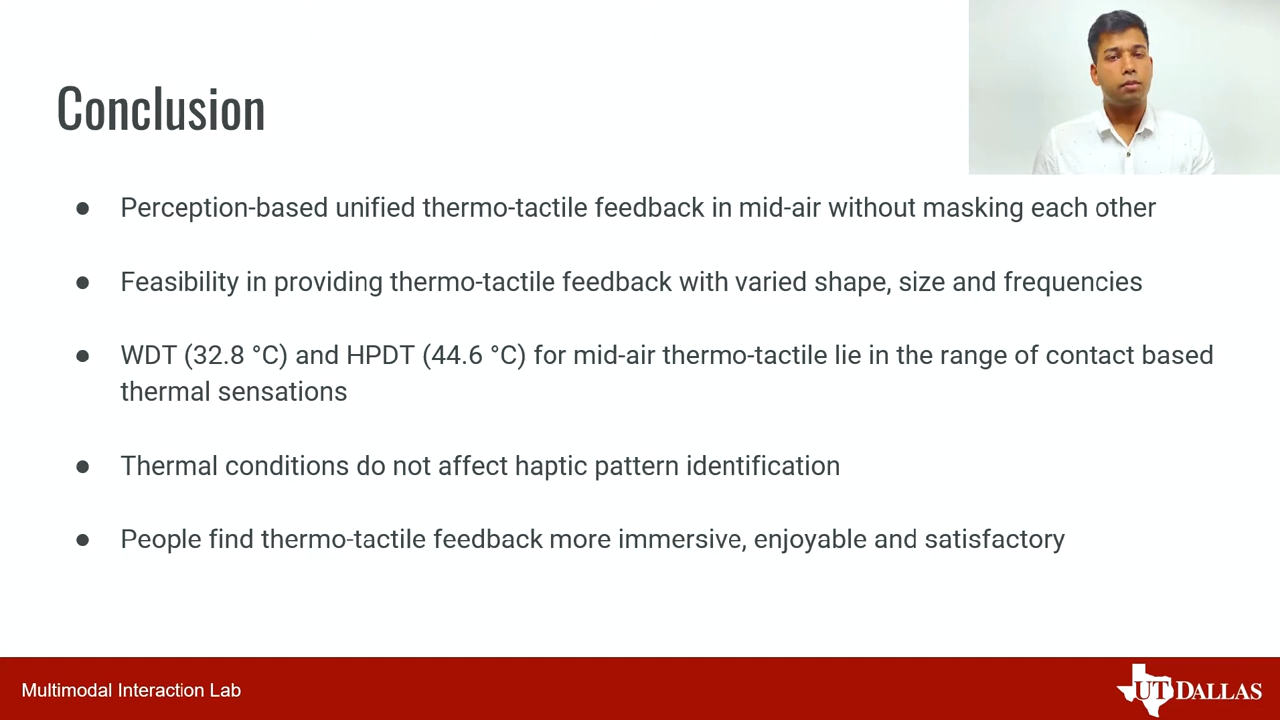 Conclusion
● Perception-based unified thermo-tactile feedback in mid-air without masking each other
● Feasibility in providing thermo-tactile feedback with varied shape, size and frequencies
● WDT (32.8 °C) and HPDT (44.6 °C) for mid-air thermo-tactile lie in the range of contact based
thermal sensations
● Thermal conditions do not affect haptic pattern identification
● People find thermo-tactile feedback more immersive, enjoyable and satisfactory
Multimodal Interaction Lab
UT DALLAS